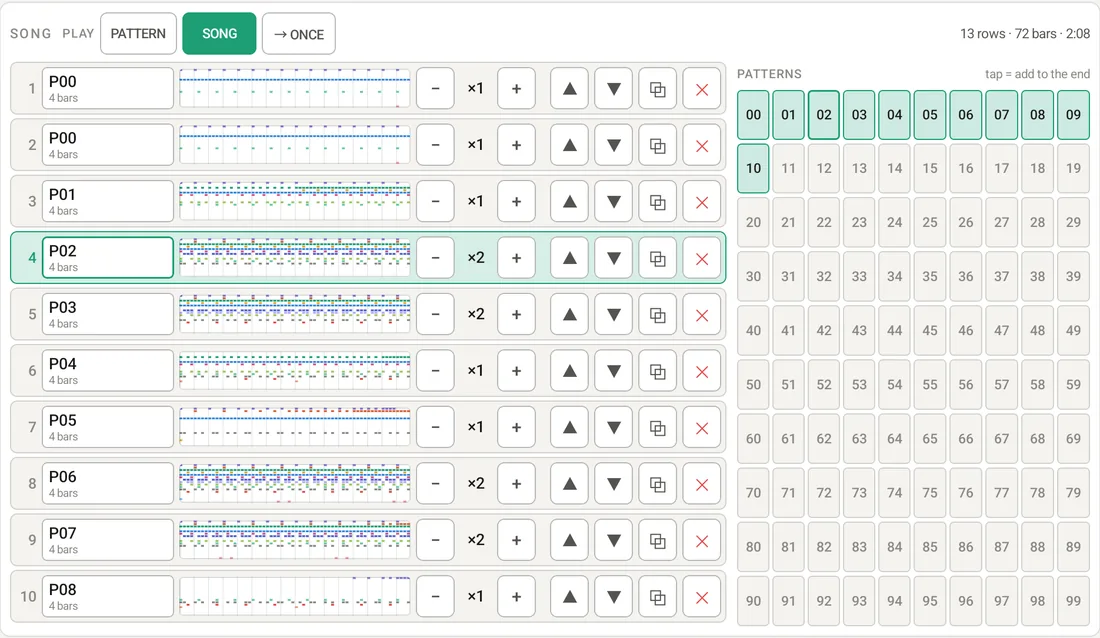 SONG PLAY PATTERN SONG → ONCE 13 rows · 72 bars · 2:08
PATTERNS tap = add to the end
1 P00 4 bars − ×1 + ▲ ▼
2 P00 4 bars − ×1 + ▲ ▼
3 P01 4 bars − ×1 + ▲ ▼
4 P02 4 bars − ×2 + ▲ ▼
5 P03 4 bars − ×2 + ▲ ▼
6 P04 4 bars − ×1 + ▲ ▼
7 P05 4 bars − ×1 + ▲ ▼
8 P06 4 bars − ×2 + ▲ ▼
9 P07 4 bars − ×2 + ▲ ▼
10 P08 4 bars − ×1 + ▲ ▼
00 01 02 03 04 05 06 07 08 09
10 11 12 13 14 15 16 17 18 19
20 21 22 23 24 25 26 27 28 29
30 31 32 33 34 35 36 37 38 39
40 41 42 43 44 45 46 47 48 49
50 51 52 53 54 55 56 57 58 59
60 61 62 63 64 65 66 67 68 69
70 71 72 73 74 75 76 77 78 79
80 81 82 83 84 85 86 87 88 89
90 91 92 93 94 95 96 97 98 99